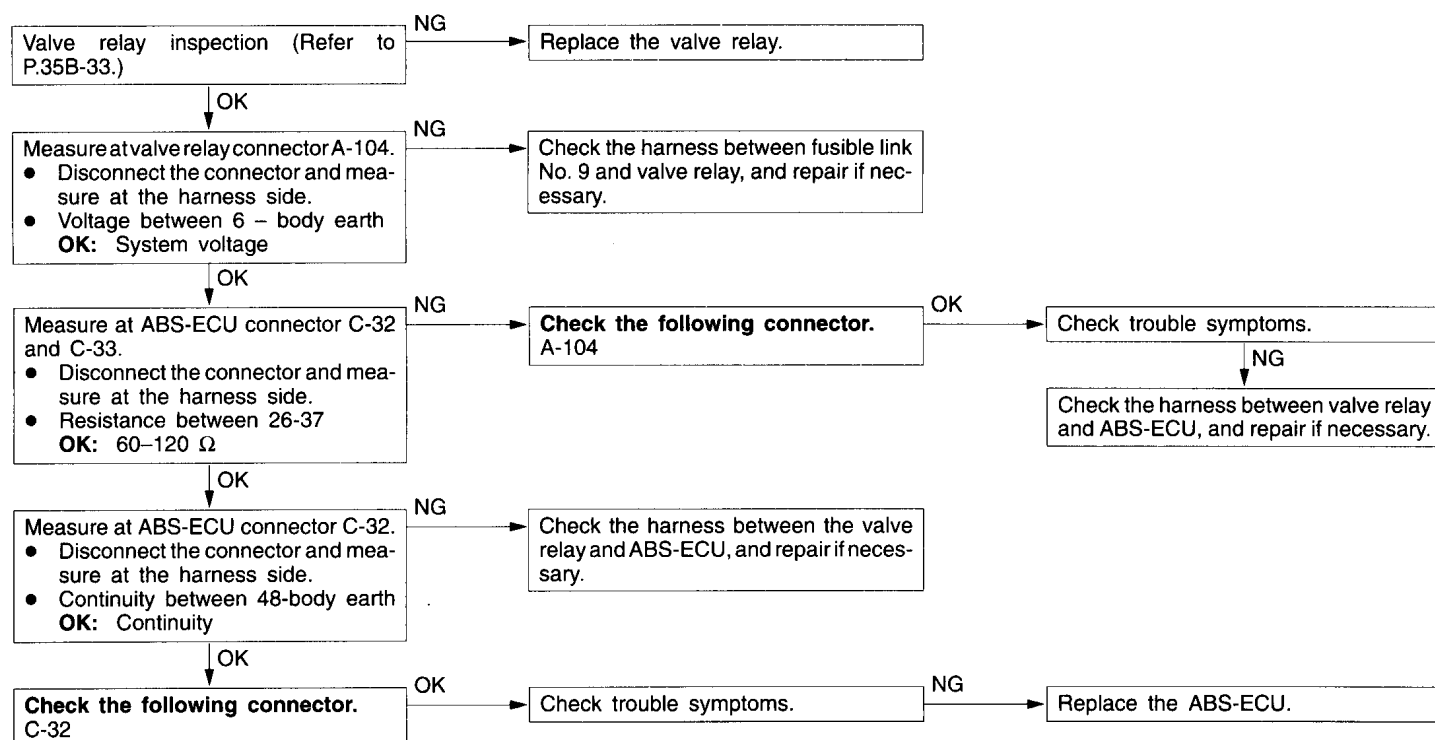 Valve relay inspection (Refer to
P.35B-33.)
NG
Replace the valve relay.
OK
Measure at valve relay connector A-104.
● Disconnect the connector and mea-
sure at the harness side.
● Voltage between 6 – body earth
OK: System voltage
NG
Check the harness between fusible link
No. 9 and valve relay, and repair if nec-
essary.
OK
Measure at ABS-ECU connector C-32
and C-33.
● Disconnect the connector and mea-
sure at the harness side.
● Resistance between 26-37
OK: 60–120 Ω
NG
Check the following connector.
A-104
OK
Check trouble symptoms.
NG
Check the harness between valve relay
and ABS-ECU, and repair if necessary.
OK
Measure at ABS-ECU connector C-32.
● Disconnect the connector and mea-
sure at the harness side.
● Continuity between 48-body earth
OK: Continuity
NG
Check the harness between the valve
relay and ABS-ECU, and repair if neces-
sary.
OK
Check the following connector.
C-32
OK
Check trouble symptoms.
NG
Replace the ABS-ECU.